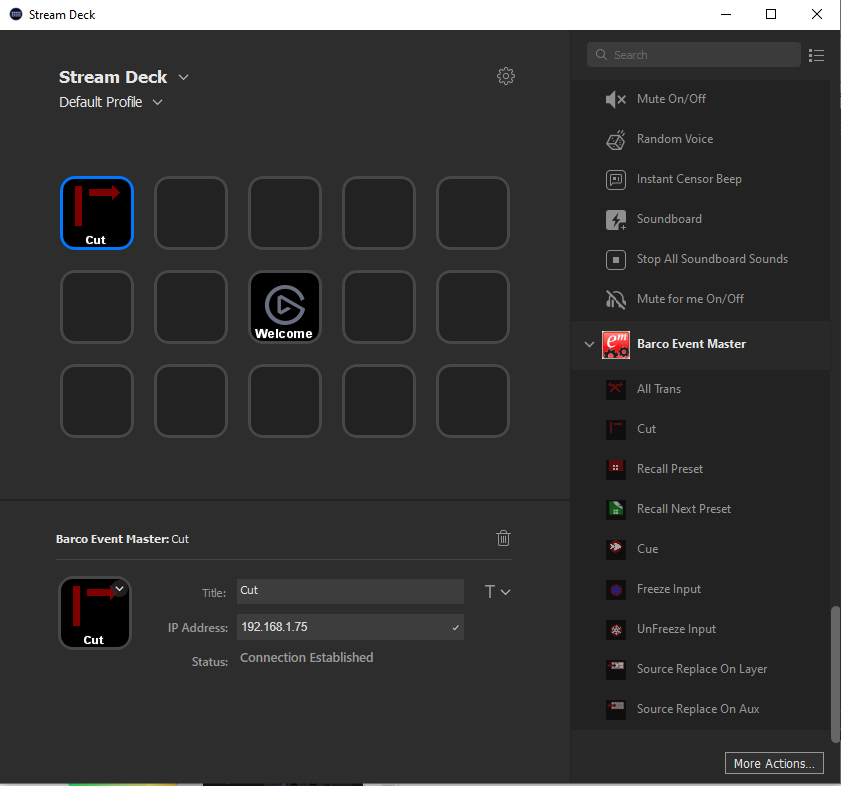 Stream Deck
Stream Deck
Default Profile
Cut
Welcome
Barco Event Master: Cut
Cut
Title: Cut
T
IP Address: 192.168.1.75
Status: Connection Established
Search
Mute On/Off
Random Voice
Instant Censor Beep
Soundboard
Stop All Soundboard Sounds
Mute for me On/Off
em Barco Event Master
All Trans
Cut
Recall Preset
Recall Next Preset
Cue
Freeze Input
UnFreeze Input
Source Replace On Layer
Source Replace On Aux
More Actions...